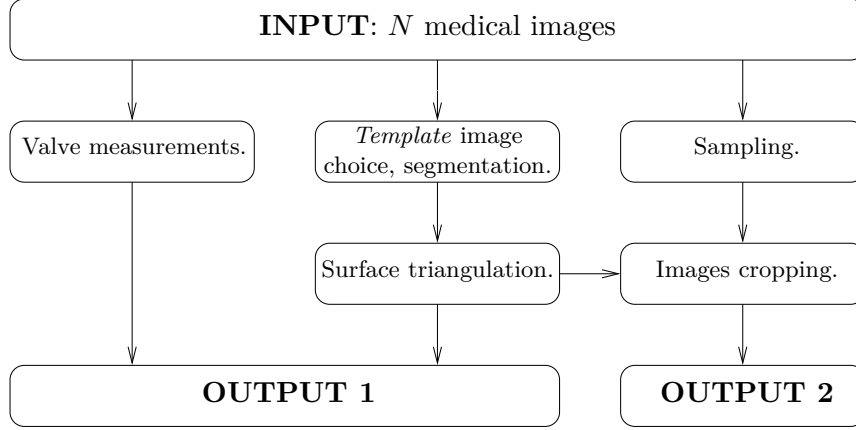 INPUT: N medical images
Valve measurements.
Template image
choice, segmentation.
Sampling.
Surface triangulation.
Images cropping.
OUTPUT 1
OUTPUT 2